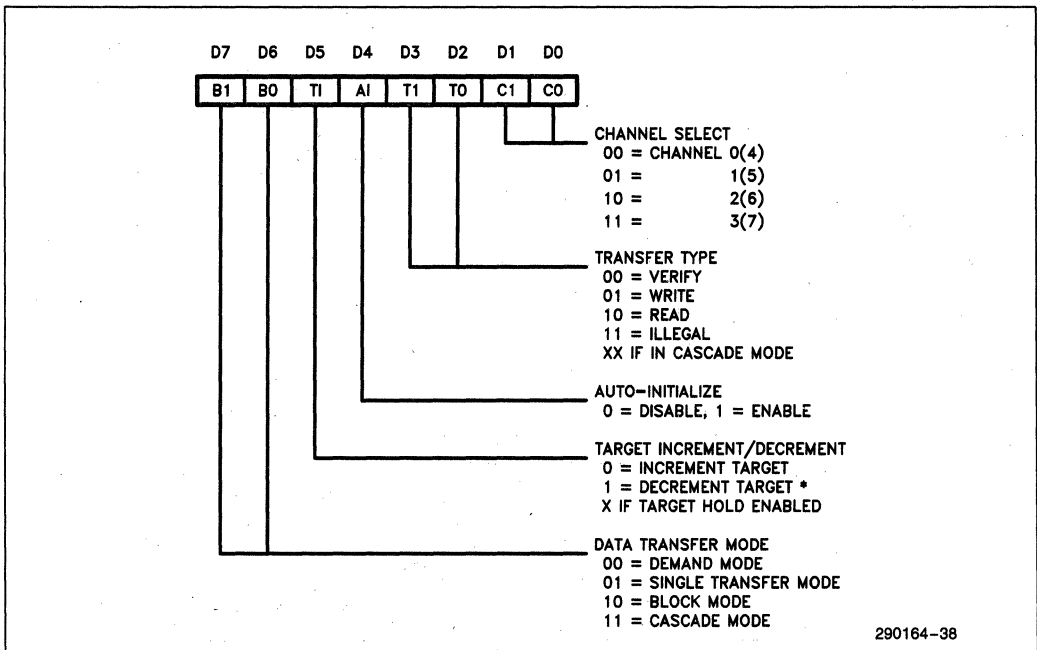 D7 D6 D5 D4 D3 D2 D1 D0
B1 B0 TI AI T1 T0 C1 C0
CHANNEL SELECT
00 = CHANNEL 0(4)
01 = 1(5)
10 = 2(6)
11 = 3(7)
TRANSFER TYPE
00 = VERIFY
01 = WRITE
10 = READ
11 = ILLEGAL
XX IF IN CASCADE MODE
AUTO-INITIALIZE
0 = DISABLE, 1 = ENABLE
TARGET INCREMENT/DECREMENT
0 = INCREMENT TARGET
1 = DECREMENT TARGET *
X IF TARGET HOLD ENABLED
DATA TRANSFER MODE
00 = DEMAND MODE
01 = SINGLE TRANSFER MODE
10 = BLOCK MODE
11 = CASCADE MODE
290164-38